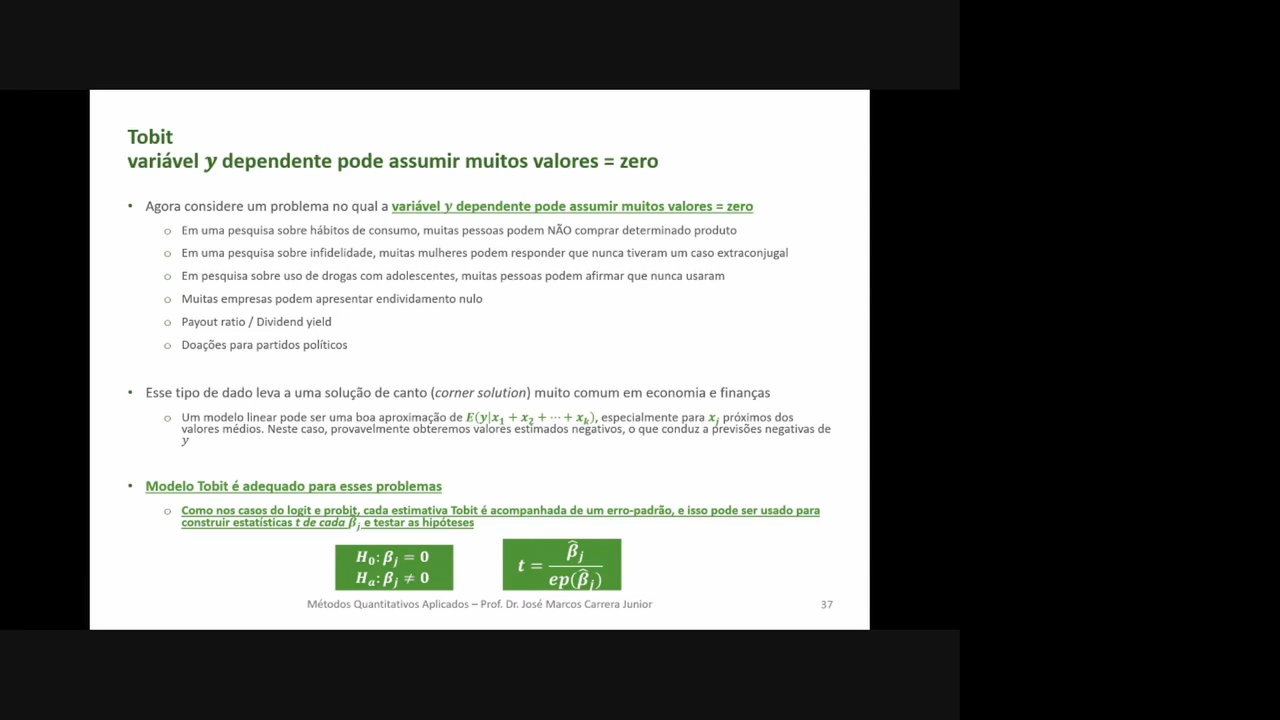 Tobit
variável y dependente pode assumir muitos valores = zero
• Agora considere um problema no qual a variável y dependente pode assumir muitos valores = zero
o Em uma pesquisa sobre hábitos de consumo, muitas pessoas podem NÃO comprar determinado produto
o Em uma pesquisa sobre infidelidade, muitas mulheres podem responder que nunca tiveram um caso extraconjugal
o Em pesquisa sobre uso de drogas com adolescentes, muitas pessoas podem afirmar que nunca usaram
o Muitas empresas podem apresentar endividamento nulo
o Payout ratio / Dividend yield
o Doações para partidos políticos
• Esse tipo de dado leva a uma solução de canto (corner solution) muito comum em economia e finanças
o Um modelo linear pode ser uma boa aproximação de E(y|x₁ + x₂ + ⋯ + xₖ), especialmente para xⱼ próximos dos
valores médios. Neste caso, provavelmente obteremos valores estimados negativos, o que conduz a previsões negativas de
y
• Modelo Tobit é adequado para esses problemas
o Como nos casos do logit e probit, cada estimativa Tobit é acompanhada de um erro-padrão, e isso pode ser usado para
construir estatísticas t de cada β̂ⱼ e testar as hipóteses
H₀: βⱼ = 0
Hₐ: βⱼ ≠ 0
t = β̂ⱼ / ep(β̂ⱼ)
Métodos Quantitativos Aplicados – Prof. Dr. José Marcos Carrera Junior
37